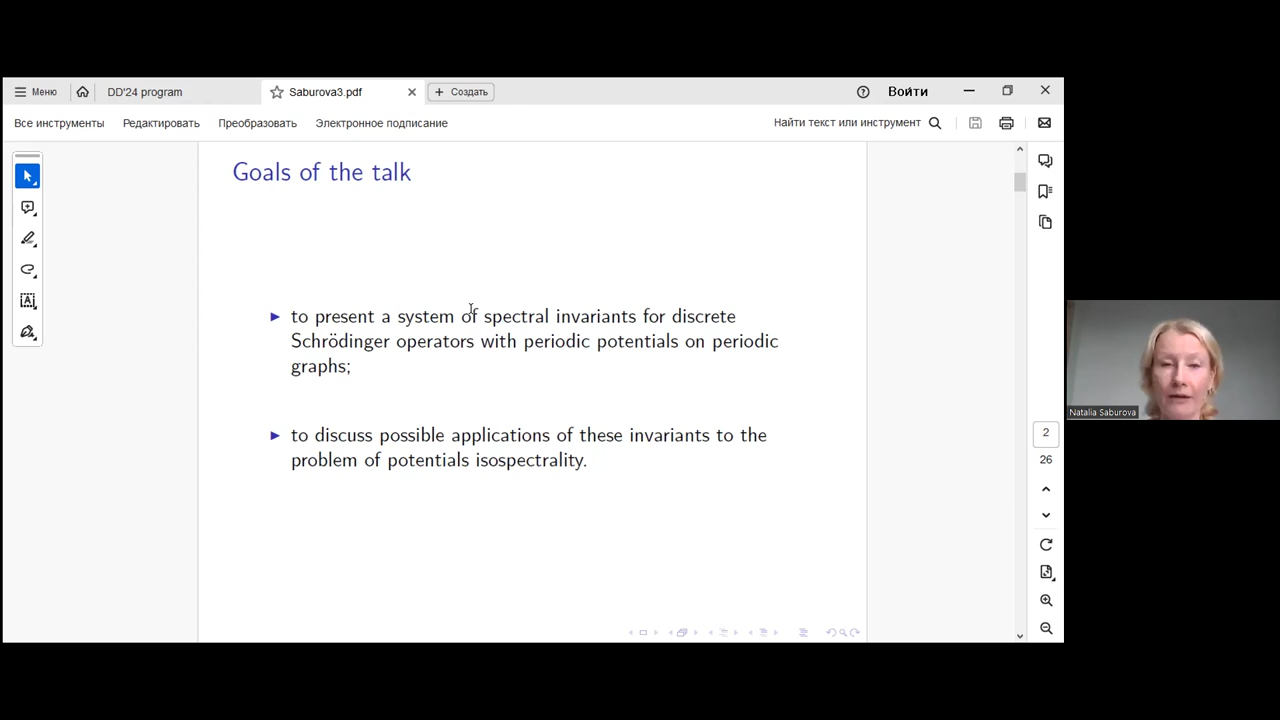 Меню
DD'24 program
Saburova3.pdf
Создать
Войти
Все инструменты
Редактировать
Преобразовать
Электронное подписание
Найти текст или инструмент
Goals of the talk
to present a system of spectral invariants for discrete
Schrödinger operators with periodic potentials on periodic
graphs;
to discuss possible applications of these invariants to the
problem of potentials isospectrality.
Natalia Saburova
2
26